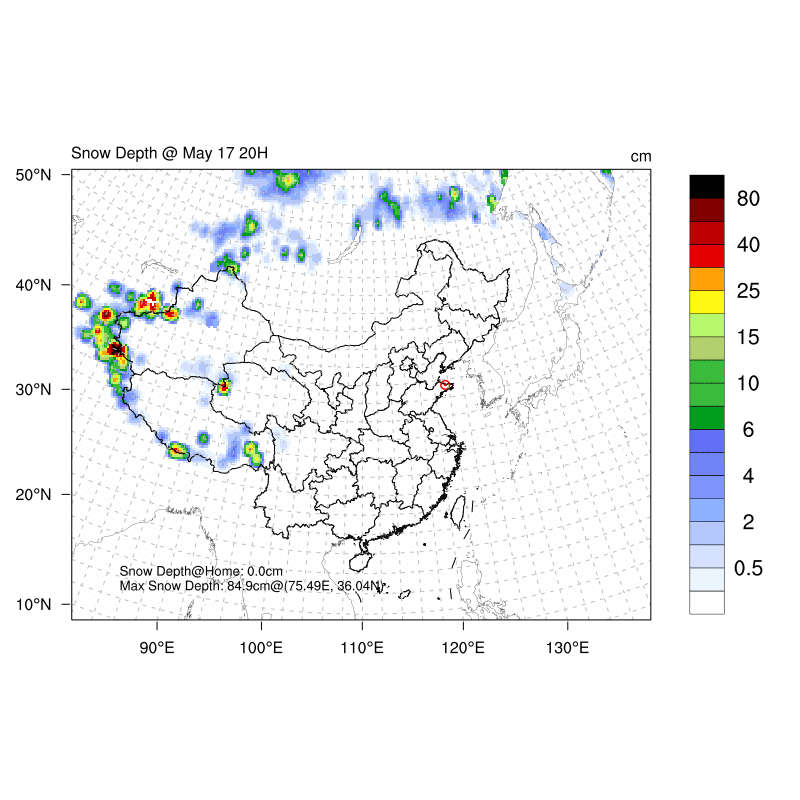 Snow Depth @ May 17 20H
cm
50°N
40°N
30°N
20°N
10°N
90°E
100°E
110°E
120°E
130°E
80
40
25
15
10
6
4
2
0.5
Snow Depth@Home: 0.0cm
Max Snow Depth: 84.9cm@(75.49E, 36.04N)